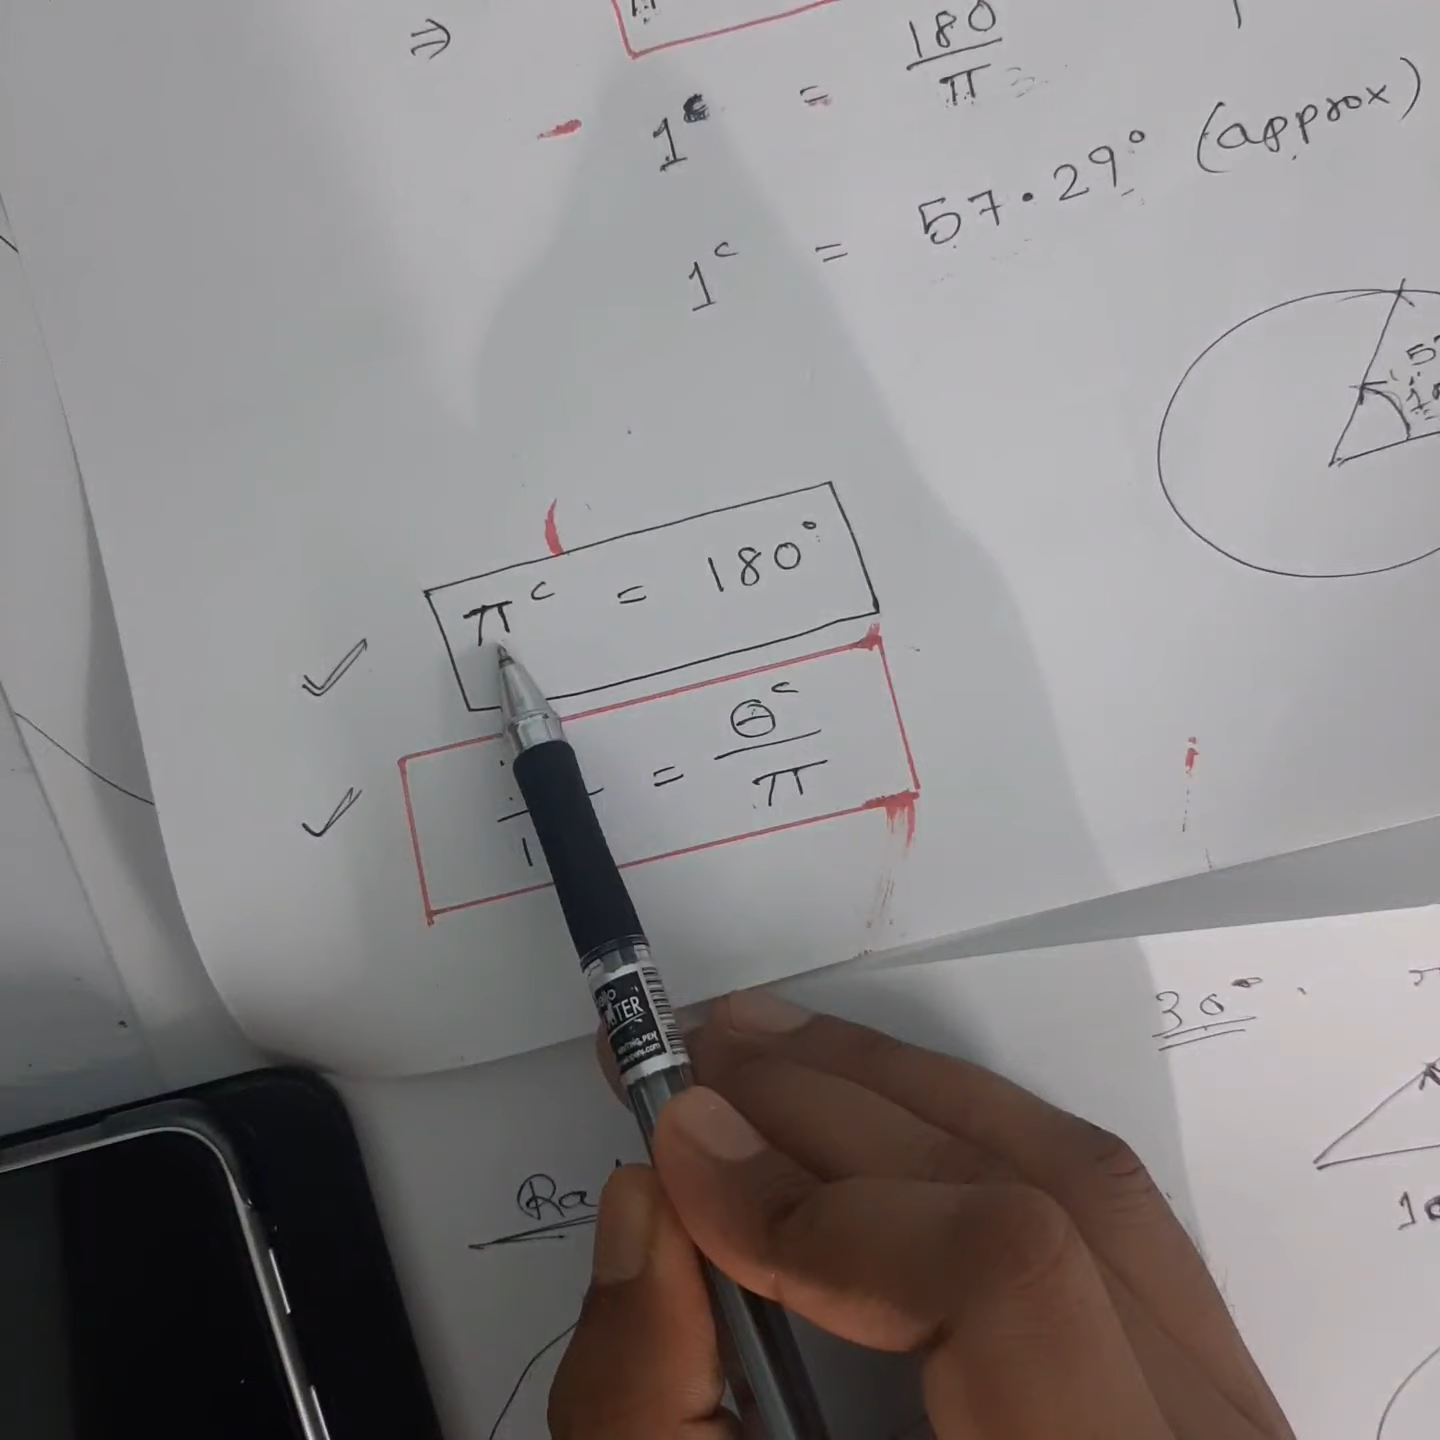 ⇒
1ᶜ = 180/π
1ᶜ = 57.29° (approx)
πᶜ = 180°
= θᶜ/π
30°